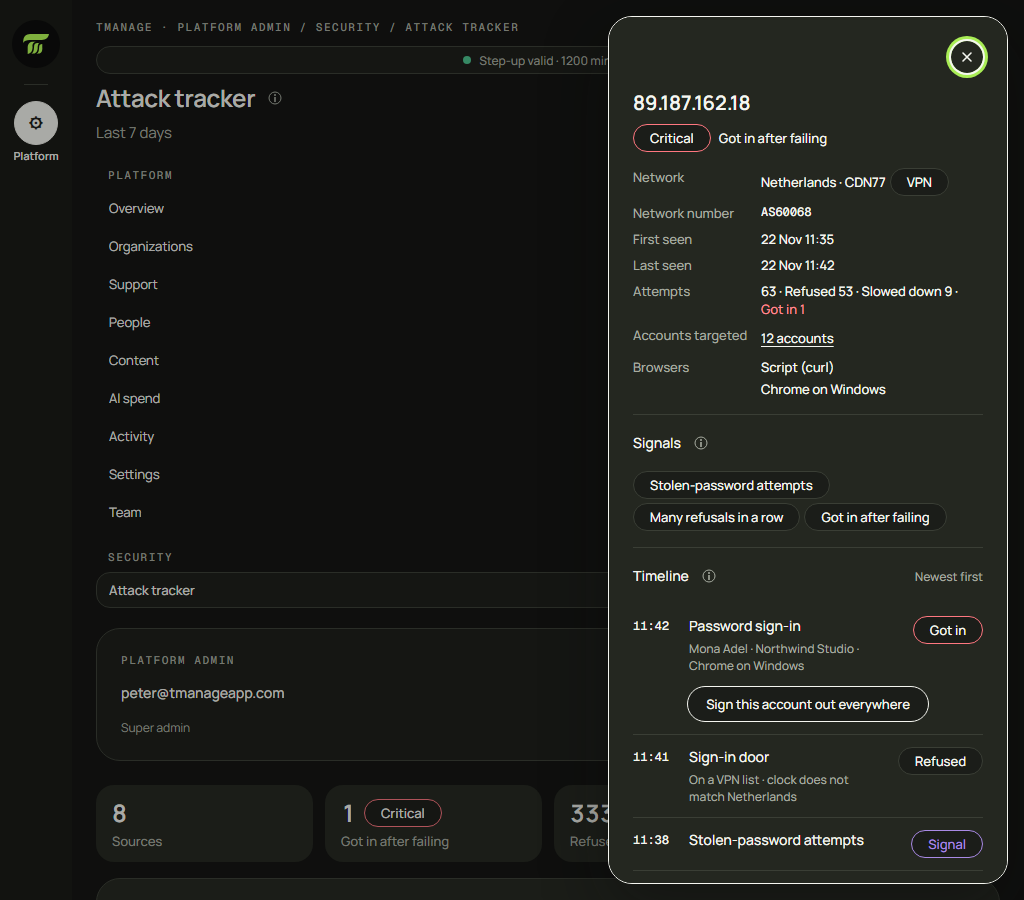 TMANAGE · PLATFORM ADMIN / SECURITY / ATTACK TRACKER
Step-up valid · 1200 min
Attack tracker
Last 7 days
Platform
PLATFORM
Overview
Organizations
Support
People
Content
AI spend
Activity
Settings
Team
SECURITY
Attack tracker
PLATFORM ADMIN
peter@tmanageapp.com
Super admin
8
Sources
1 Critical
Got in after failing
333
89.187.162.18
Critical Got in after failing
Network Netherlands · CDN77 VPN
Network number AS60068
First seen 22 Nov 11:35
Last seen 22 Nov 11:42
Attempts 63 · Refused 53 · Slowed down 9 ·
Got in 1
Accounts targeted 12 accounts
Browsers Script (curl)
Chrome on Windows
Signals
Stolen-password attempts
Many refusals in a row Got in after failing
Timeline Newest first
11:42 Password sign-in Got in
Mona Adel · Northwind Studio ·
Chrome on Windows
Sign this account out everywhere
11:41 Sign-in door Refused
On a VPN list · clock does not
match Netherlands
11:38 Stolen-password attempts Signal